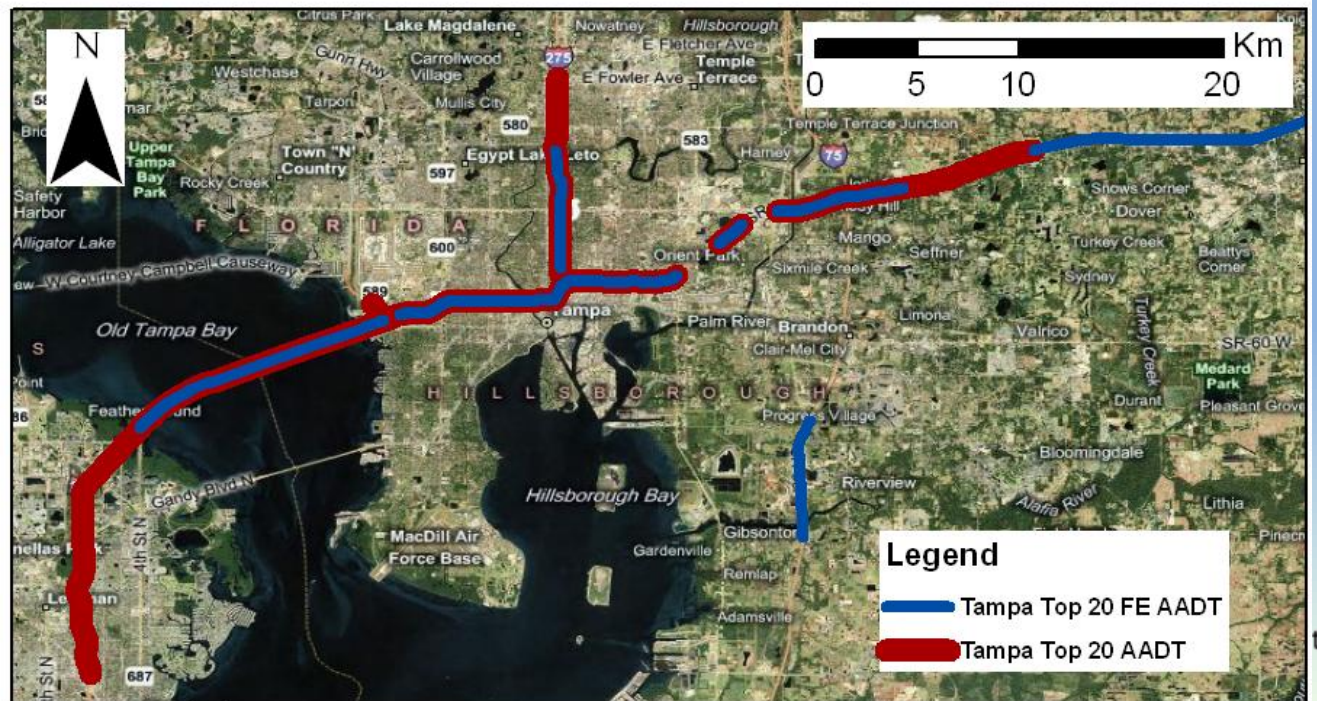 Citrus Park
Lake Magdalene
Nowatney
Hillsborough
N
Gunn Hwy
Carrollwood
Village
275
E Fletcher Ave
Temple
Terrace
Km
Westchase
E Fowler Ave
0 5 10 20
Tarpon
Mullis City
580
583
Temple Terrace Junction
Upper
Tampa
Bay
Park
Town "N'
Country
597
Egypt Lake-Leto
Harney
75
Rocky Creek
Safety
Harbor
Snows Corner
Dover
FLORIDA
Mango
Alligator Lake
600
Orient Park
Seffner
Turkey Creek
Beattys
Corner
W Courtney Campbell Causeway
Sixmile Creek
Sydney
589
Old Tampa Bay
Tampa
Palm River
Limona
Valrico
Turkey Creek
Brandon
Clair-Mel City
SR-60 W
S
Point
Medard
Park
HILLSBOROUGH
Durant
Pleasant Grove
Progress Village
Bloomingdale
Gandy Blvd N
Hillsborough Bay
Riverview
Alafia River
Lithia
4th St N
MacDill Air
Force Base
Gibsonton
Gardenville
Legend
Remlap
Tampa Top 20 FE AADT
Adamsville
Tampa Top 20 AADT
687